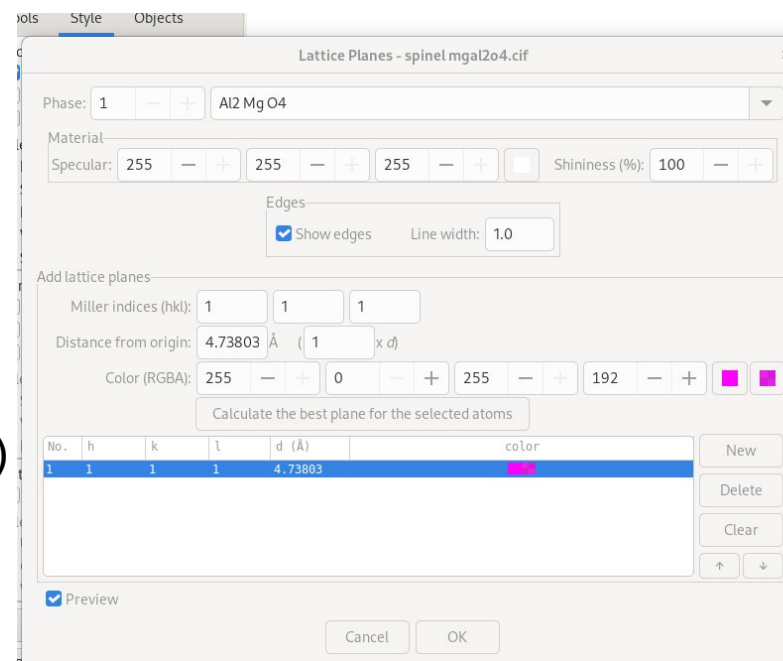 ools Style Objects
Lattice Planes - spinel mgal2o4.cif
Phase: 1 − + Al2 Mg O4
Material
Specular: 255 − + 255 − + 255 − + Shininess (%): 100 − +
Edges
Show edges Line width: 1.0
Add lattice planes
Miller indices (hkl): 1 1 1
Distance from origin: 4.73803 Å ( 1 x d)
Color (RGBA): 255 − + 0 − + 255 − + 192 − +
Calculate the best plane for the selected atoms
No. h k l d (Å) color
1 1 1 1 4.73803
New
Delete
Clear
↑ ↓
)
Preview
Cancel OK